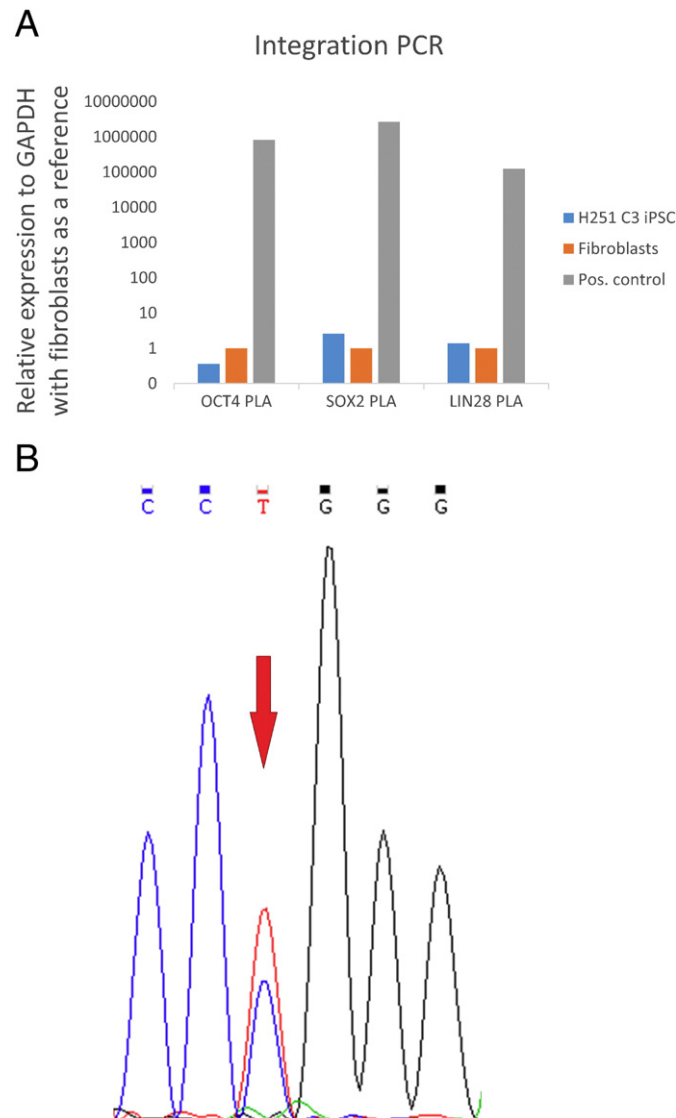 A
Integration PCR
Relative expression to GAPDH
with fibroblasts as a reference
10000000
1000000
100000
10000
1000
100
10
1
0
OCT4 PLA SOX2 PLA LIN28 PLA
H251 C3 iPSC
Fibroblasts
Pos. control
B
C C T G G G